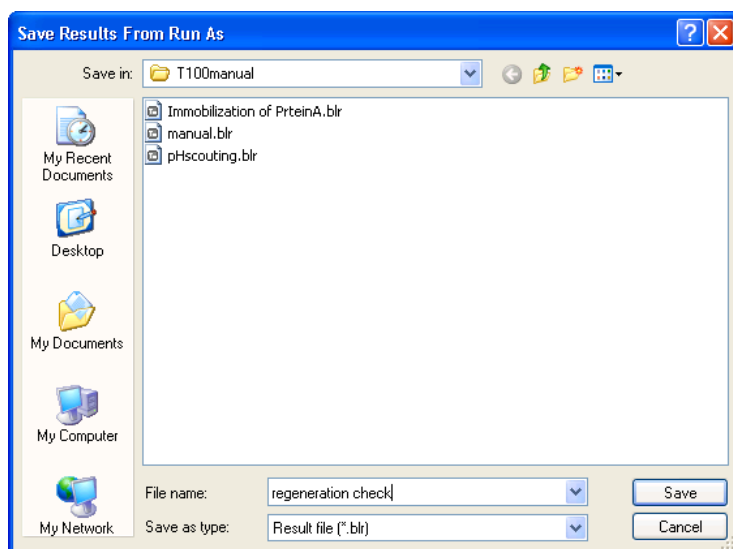 Save Results From Run As
Save in: T100manual
Immobilization of PrteinA.blr
manual.blr
pHscouting.blr
My Recent
Documents
Desktop
My Documents
My Computer
My Network
File name: regeneration check
Save
Save as type: Result file (*.blr)
Cancel